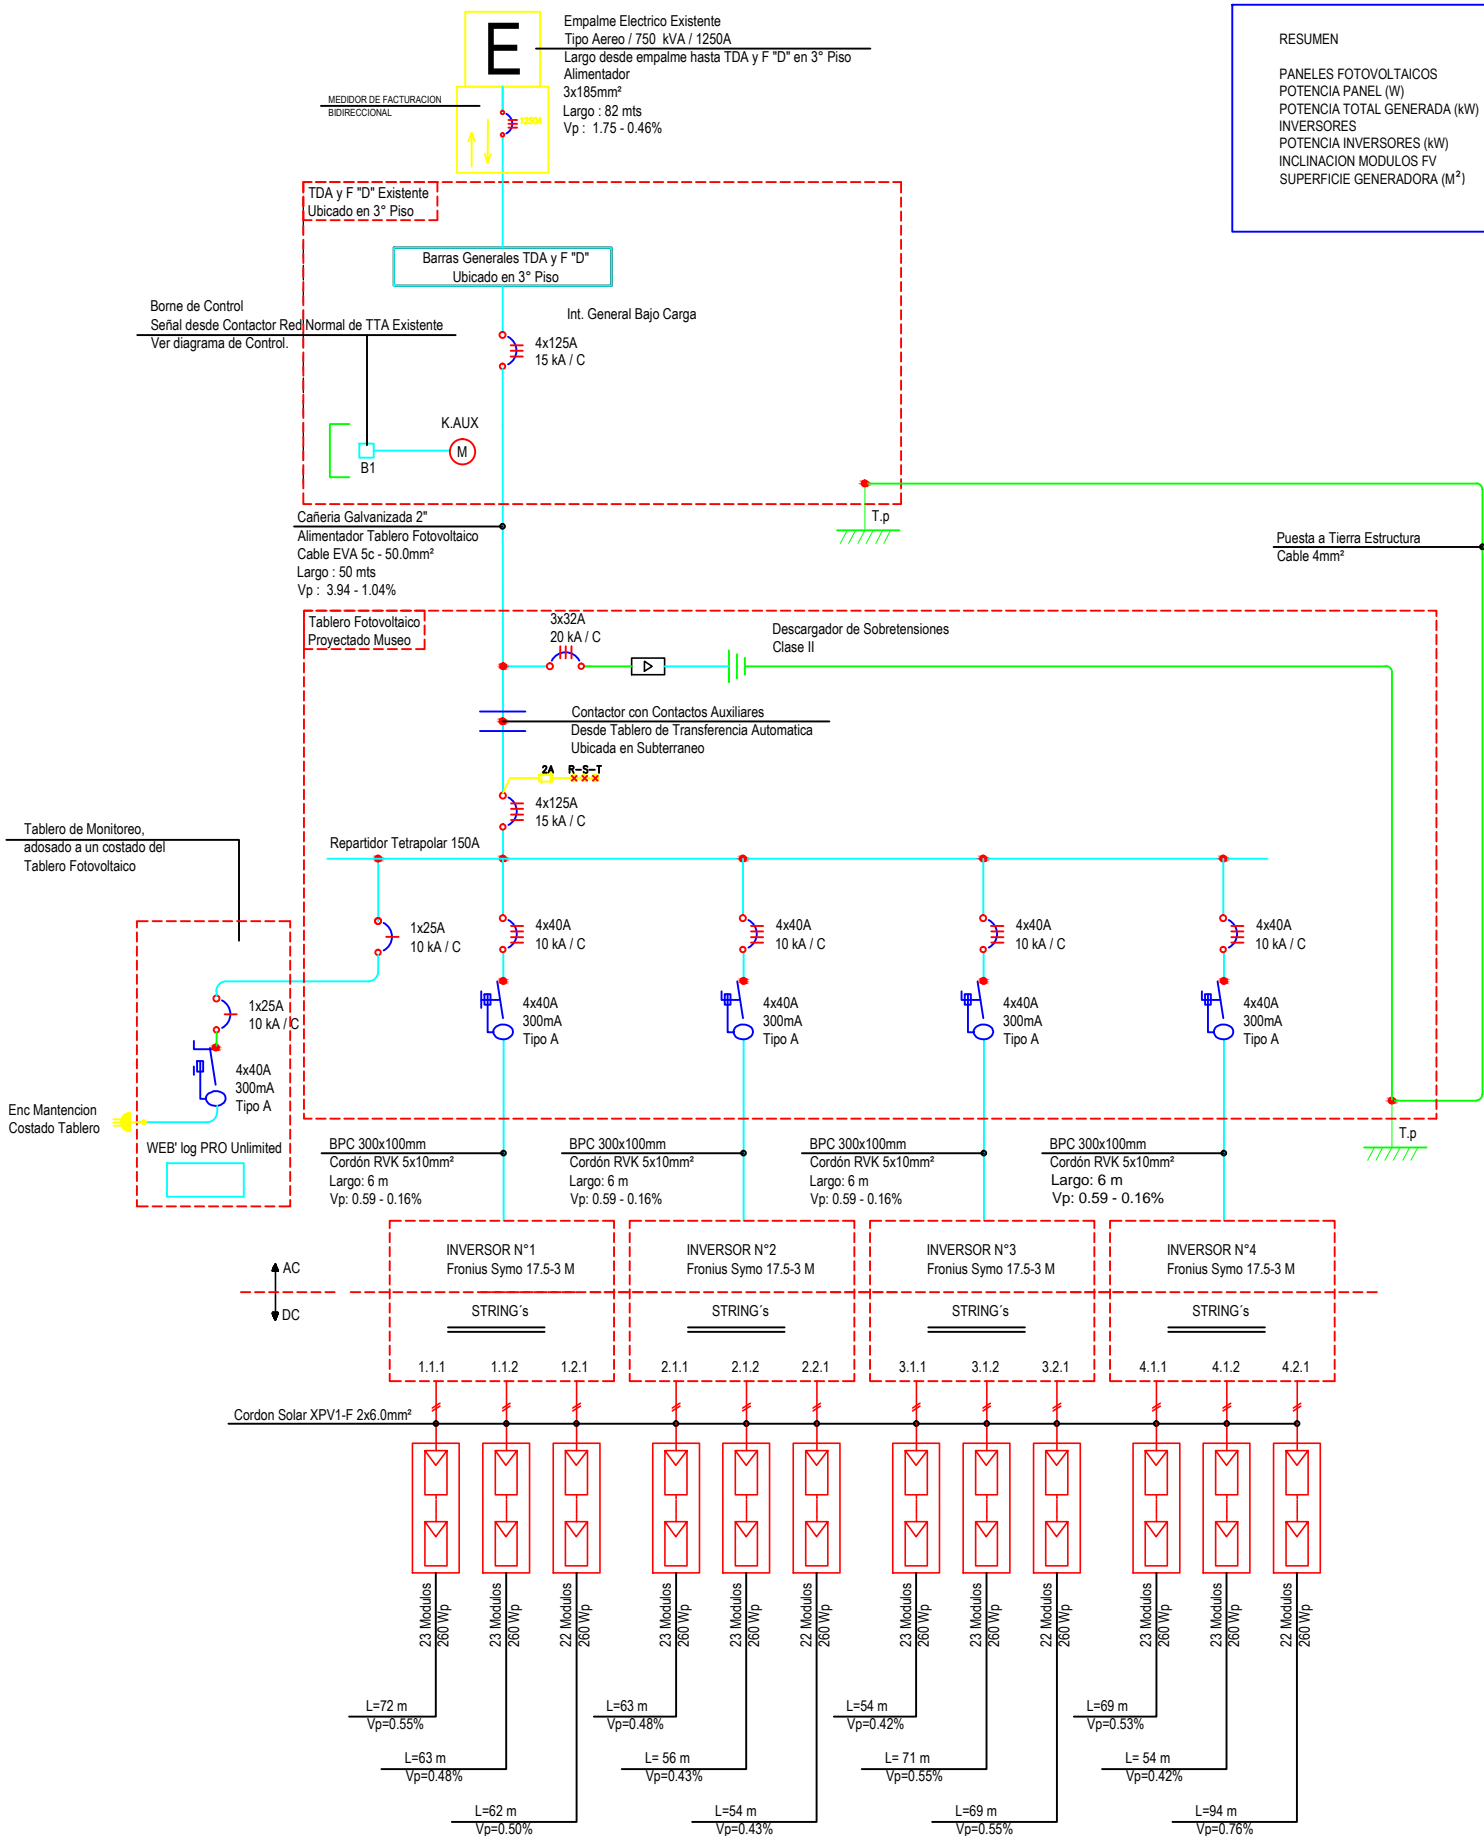 E
Empalme Electrico Existente
Tipo Aereo / 750 kVA / 1250A
Largo desde empalme hasta TDA y F "D" en 3° Piso
Alimentador
3x185mm²
Largo : 82 mts
Vp : 1.75 - 0.46%
MEDIDOR DE FACTURACION
BIDIRECCIONAL
1250A
RESUMEN
PANELES FOTOVOLTAICOS
POTENCIA PANEL (W)
POTENCIA TOTAL GENERADA (kW)
INVERSORES
POTENCIA INVERSORES (kW)
INCLINACION MODULOS FV
SUPERFICIE GENERADORA (M²)
TDA y F "D" Existente
Ubicado en 3° Piso
Barras Generales TDA y F "D"
Ubicado en 3° Piso
Int. General Bajo Carga
4x125A
15 kA / C
Borne de Control
Señal desde Contactor Red Normal de TTA Existente
Ver diagrama de Control.
K.AUX
M
B1
T.p
Puesta a Tierra Estructura
Cable 4mm²
Cañeria Galvanizada 2"
Alimentador Tablero Fotovoltaico
Cable EVA 5c - 50.0mm²
Largo : 50 mts
Vp : 3.94 - 1.04%
Tablero Fotovoltaico
Proyectado Museo
3x32A
20 kA / C
Descargador de Sobretensiones
Clase II
Contactor con Contactos Auxiliares
Desde Tablero de Transferencia Automatica
Ubicada en Subterraneo
2A R-S-T
4x125A
15 kA / C
Repartidor Tetrapolar 150A
Tablero de Monitoreo,
adosado a un costado del
Tablero Fotovoltaico
1x25A
10 kA / C
4x40A
10 kA / C
4x40A
10 kA / C
4x40A
10 kA / C
4x40A
10 kA / C
4x40A
300mA
Tipo A
4x40A
300mA
Tipo A
4x40A
300mA
Tipo A
4x40A
300mA
Tipo A
1x25A
10 kA / C
4x40A
300mA
Tipo A
Enc Mantencion
Costado Tablero
WEB' log PRO Unlimited
T.p
BPC 300x100mm
Cordón RVK 5x10mm²
Largo: 6 m
Vp: 0.59 - 0.16%
BPC 300x100mm
Cordón RVK 5x10mm²
Largo: 6 m
Vp: 0.59 - 0.16%
BPC 300x100mm
Cordón RVK 5x10mm²
Largo: 6 m
Vp: 0.59 - 0.16%
BPC 300x100mm
Cordón RVK 5x10mm²
Largo: 6 m
Vp: 0.59 - 0.16%
AC
DC
INVERSOR N°1
Fronius Symo 17.5-3 M
STRING´s
1.1.1 1.1.2 1.2.1
INVERSOR N°2
Fronius Symo 17.5-3 M
STRING´s
2.1.1 2.1.2 2.2.1
INVERSOR N°3
Fronius Symo 17.5-3 M
STRING´s
3.1.1 3.1.2 3.2.1
INVERSOR N°4
Fronius Symo 17.5-3 M
STRING´s
4.1.1 4.1.2 4.2.1
Cordon Solar XPV1-F 2x6.0mm²
23 Modulos
260 Wp
23 Modulos
260 Wp
22 Modulos
260 Wp
23 Modulos
260 Wp
23 Modulos
260 Wp
22 Modulos
260 Wp
23 Modulos
260 Wp
23 Modulos
260 Wp
22 Modulos
260 Wp
23 Modulos
260 Wp
23 Modulos
260 Wp
22 Modulos
260 Wp
L=72 m
Vp=0.55%
L=63 m
Vp=0.48%
L=54 m
Vp=0.42%
L=69 m
Vp=0.53%
L=63 m
Vp=0.48%
L= 56 m
Vp=0.43%
L= 71 m
Vp=0.55%
L= 54 m
Vp=0.42%
L=62 m
Vp=0.50%
L=54 m
Vp=0.43%
L=69 m
Vp=0.55%
L=94 m
Vp=0.76%